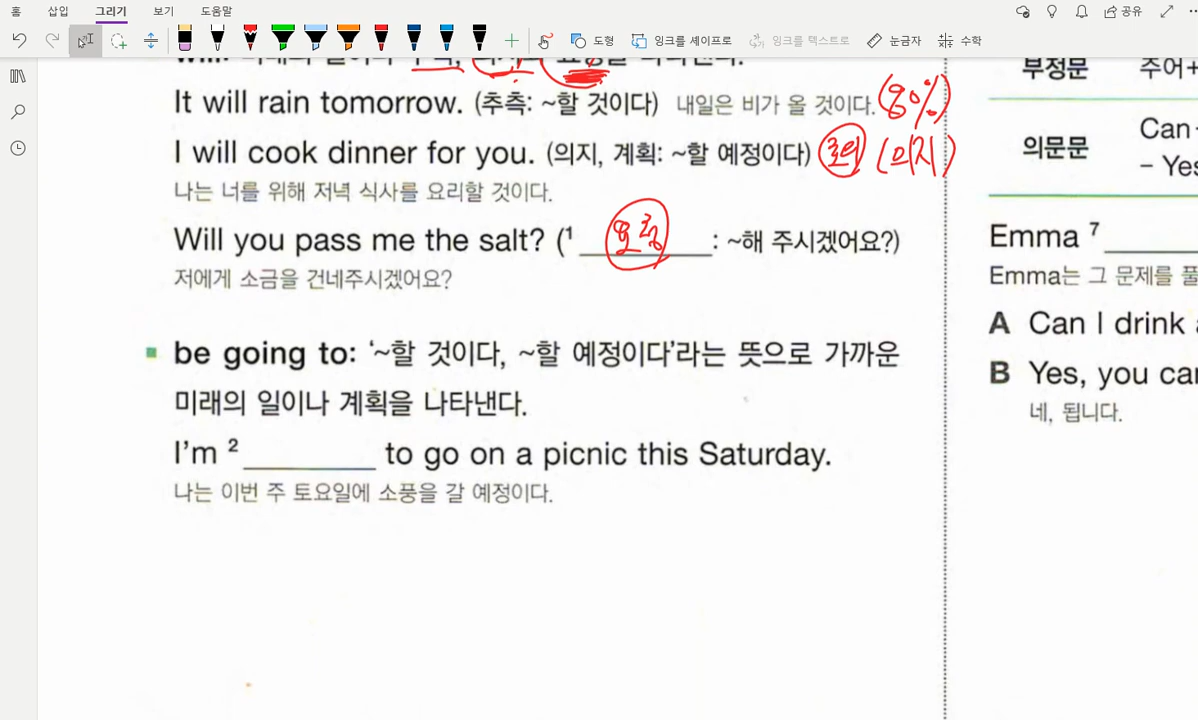 홈 삽입 그리기 보기 도움말
공유
도형 잉크를 셰이프로 잉크를 텍스트로 눈금자 수학
It will rain tomorrow. (추측: ~할 것이다) 내일은 비가 올 것이다. (80%)
I will cook dinner for you. (의지, 계획: ~할 예정이다) (의지)
나는 너를 위해 저녁 식사를 요리할 것이다.
Will you pass me the salt? (1 요청 : ~해 주시겠어요?)
저에게 소금을 건네주시겠어요?
be going to: ‘~할 것이다, ~할 예정이다’라는 뜻으로 가까운
미래의 일이나 계획을 나타낸다.
I’m 2 to go on a picnic this Saturday.
나는 이번 주 토요일에 소풍을 갈 예정이다.
부정문 주어+
의문문 Can
– Yes
Emma 7
Emma는 그 문제를 풀
A Can I drink
B Yes, you can
네, 됩니다.